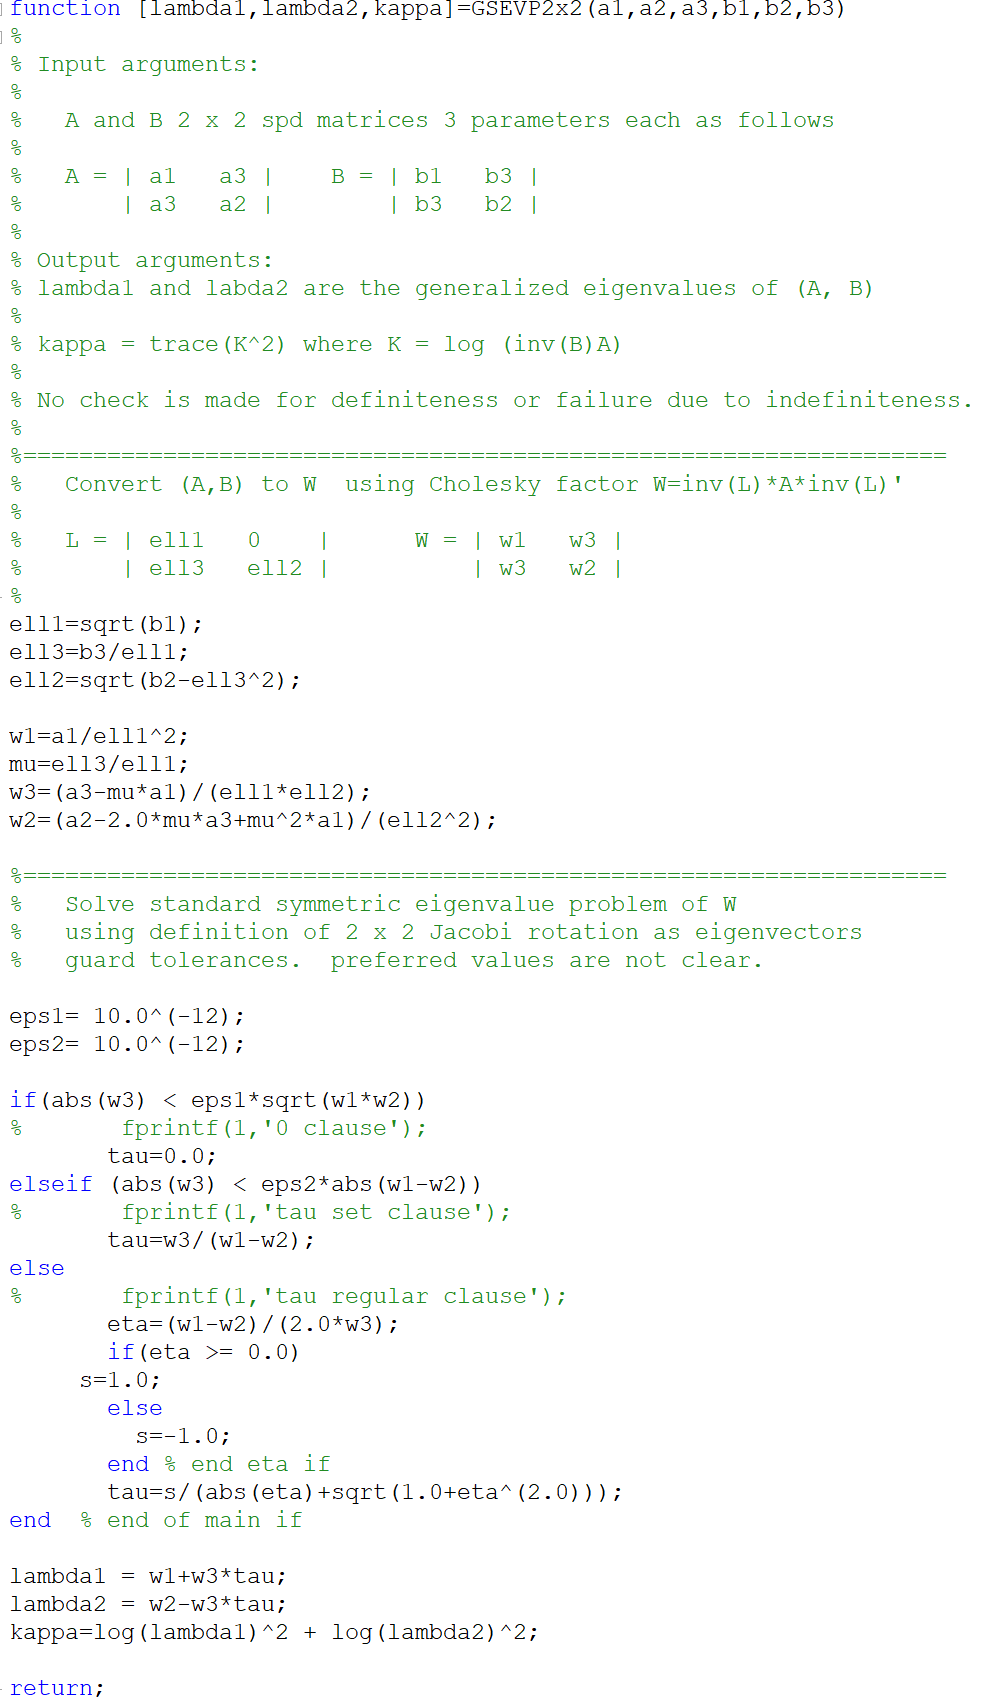 function [lambda1,lambda2,kappa]=GSEVP2x2(a1,a2,a3,b1,b2,b3)
%
% Input arguments:
%
%   A and B 2 x 2 spd matrices 3 parameters each as follows
%
%   A = | a1   a3 |    B = | b1   b3 |
%       | a3   a2 |        | b3   b2 |
%
% Output arguments:
% lambda1 and labda2 are the generalized eigenvalues of (A, B)
%
% kappa = trace(K^2) where K = log (inv(B)A)
%
% No check is made for definiteness or failure due to indefiniteness.
%
%==================================================================
%   Convert (A,B) to W  using Cholesky factor W=inv(L)*A*inv(L)'
%
%   L = | ell1   0    |      W = | w1   w3 |
%       | ell3   ell2 |          | w3   w2 |
%
ell1=sqrt(b1);
ell3=b3/ell1;
ell2=sqrt(b2-ell3^2);

w1=a1/ell1^2;
mu=ell3/ell1;
w3=(a3-mu*a1)/(ell1*ell2);
w2=(a2-2.0*mu*a3+mu^2*a1)/(ell2^2);

%==================================================================
%   Solve standard symmetric eigenvalue problem of W
%   using definition of 2 x 2 Jacobi rotation as eigenvectors
%   guard tolerances.  preferred values are not clear.

eps1= 10.0^(-12);
eps2= 10.0^(-12);

if(abs(w3) < eps1*sqrt(w1*w2))
%       fprintf(1,'0 clause');
       tau=0.0;
elseif (abs(w3) < eps2*abs(w1-w2))
%       fprintf(1,'tau set clause');
       tau=w3/(w1-w2);
else
%       fprintf(1,'tau regular clause');
       eta=(w1-w2)/(2.0*w3);
       if(eta >= 0.0)
     s=1.0;
       else
         s=-1.0;
       end % end eta if
       tau=s/(abs(eta)+sqrt(1.0+eta^(2.0)));
end  % end of main if

lambda1 = w1+w3*tau;
lambda2 = w2-w3*tau;
kappa=log(lambda1)^2 + log(lambda2)^2;

return;